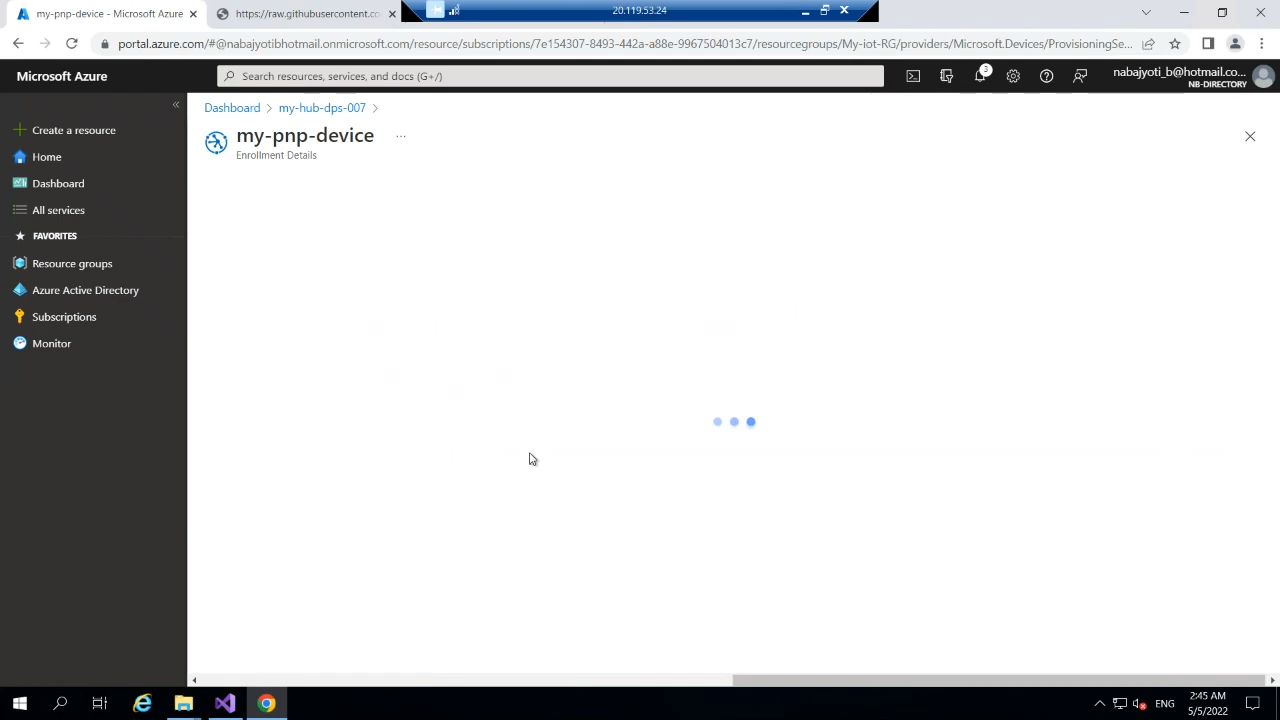 my-pnp-device - Microsoft Azure
https://raw.githubusercontent.co
20.119.53.24
portal.azure.com/#@nabajyotibhotmail.onmicrosoft.com/resource/subscriptions/7e154307-8493-442a-a88e-9967504013c7/resourcegroups/My-iot-RG/providers/Microsoft.Devices/ProvisioningSe...
Microsoft Azure
Search resources, services, and docs (G+/)
3
nabajyoti_b@hotmail.co...
NB-DIRECTORY
Dashboard > my-hub-dps-007 >
my-pnp-device ...
Enrollment Details
Create a resource
Home
Dashboard
All services
FAVORITES
Resource groups
Azure Active Directory
Subscriptions
Monitor
ENG
2:45 AM
5/5/2022